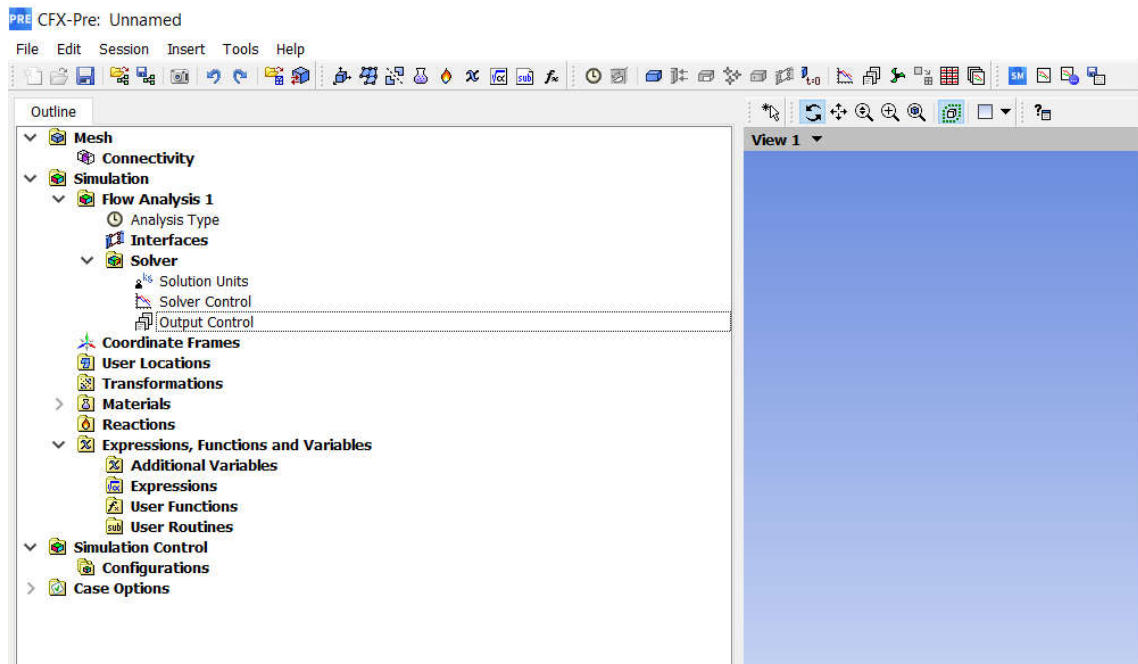 PRE CFX-Pre: Unnamed
File Edit Session Insert Tools Help
Outline
Mesh
Connectivity
Simulation
Flow Analysis 1
Analysis Type
Interfaces
Solver
Solution Units
Solver Control
Output Control
Coordinate Frames
User Locations
Transformations
Materials
Reactions
Expressions, Functions and Variables
Additional Variables
Expressions
User Functions
User Routines
Simulation Control
Configurations
Case Options
View 1